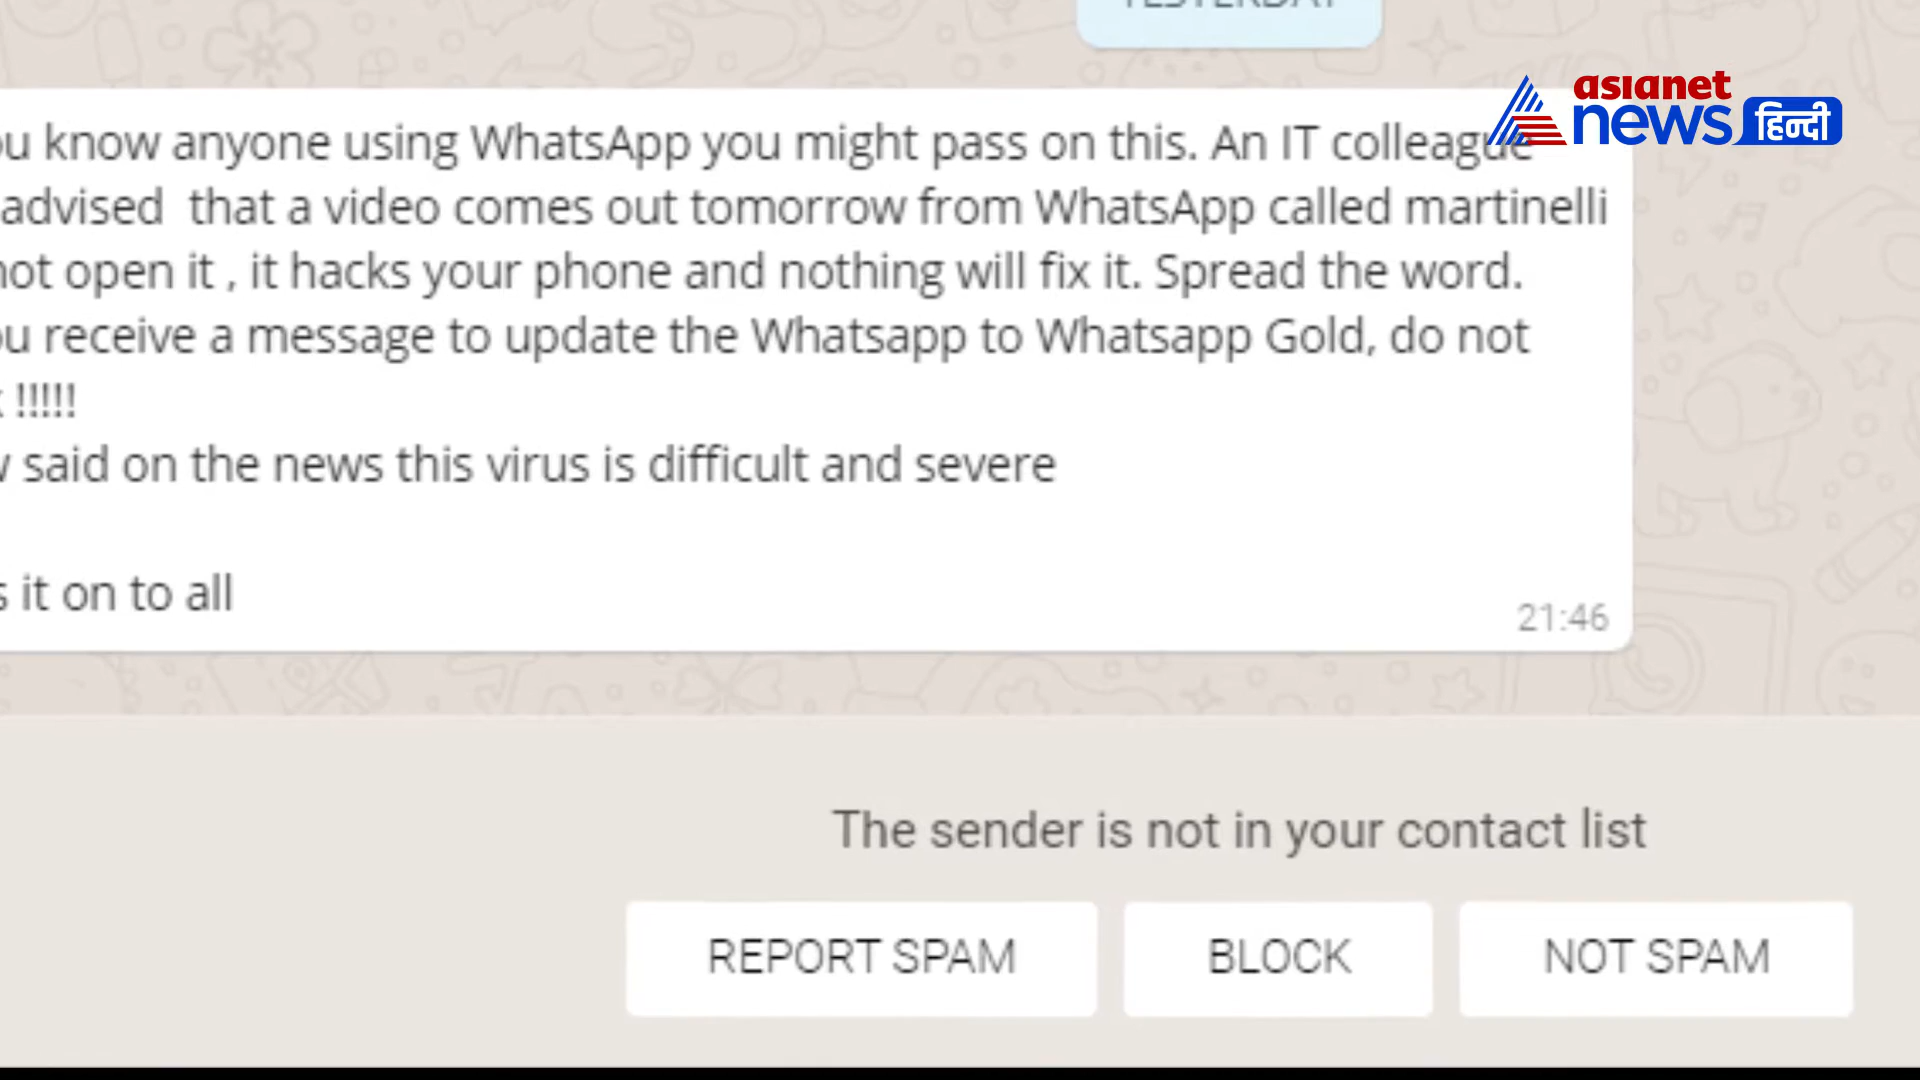 YESTERDAY
asianet
news हिन्दी
ou know anyone using WhatsApp you might pass on this. An IT colleague
advised that a video comes out tomorrow from WhatsApp called martinelli
not open it , it hacks your phone and nothing will fix it. Spread the word.
ou receive a message to update the Whatsapp to Whatsapp Gold, do not
!!!!!
said on the news this virus is difficult and severe
s it on to all
21:46
The sender is not in your contact list
REPORT SPAM BLOCK NOT SPAM